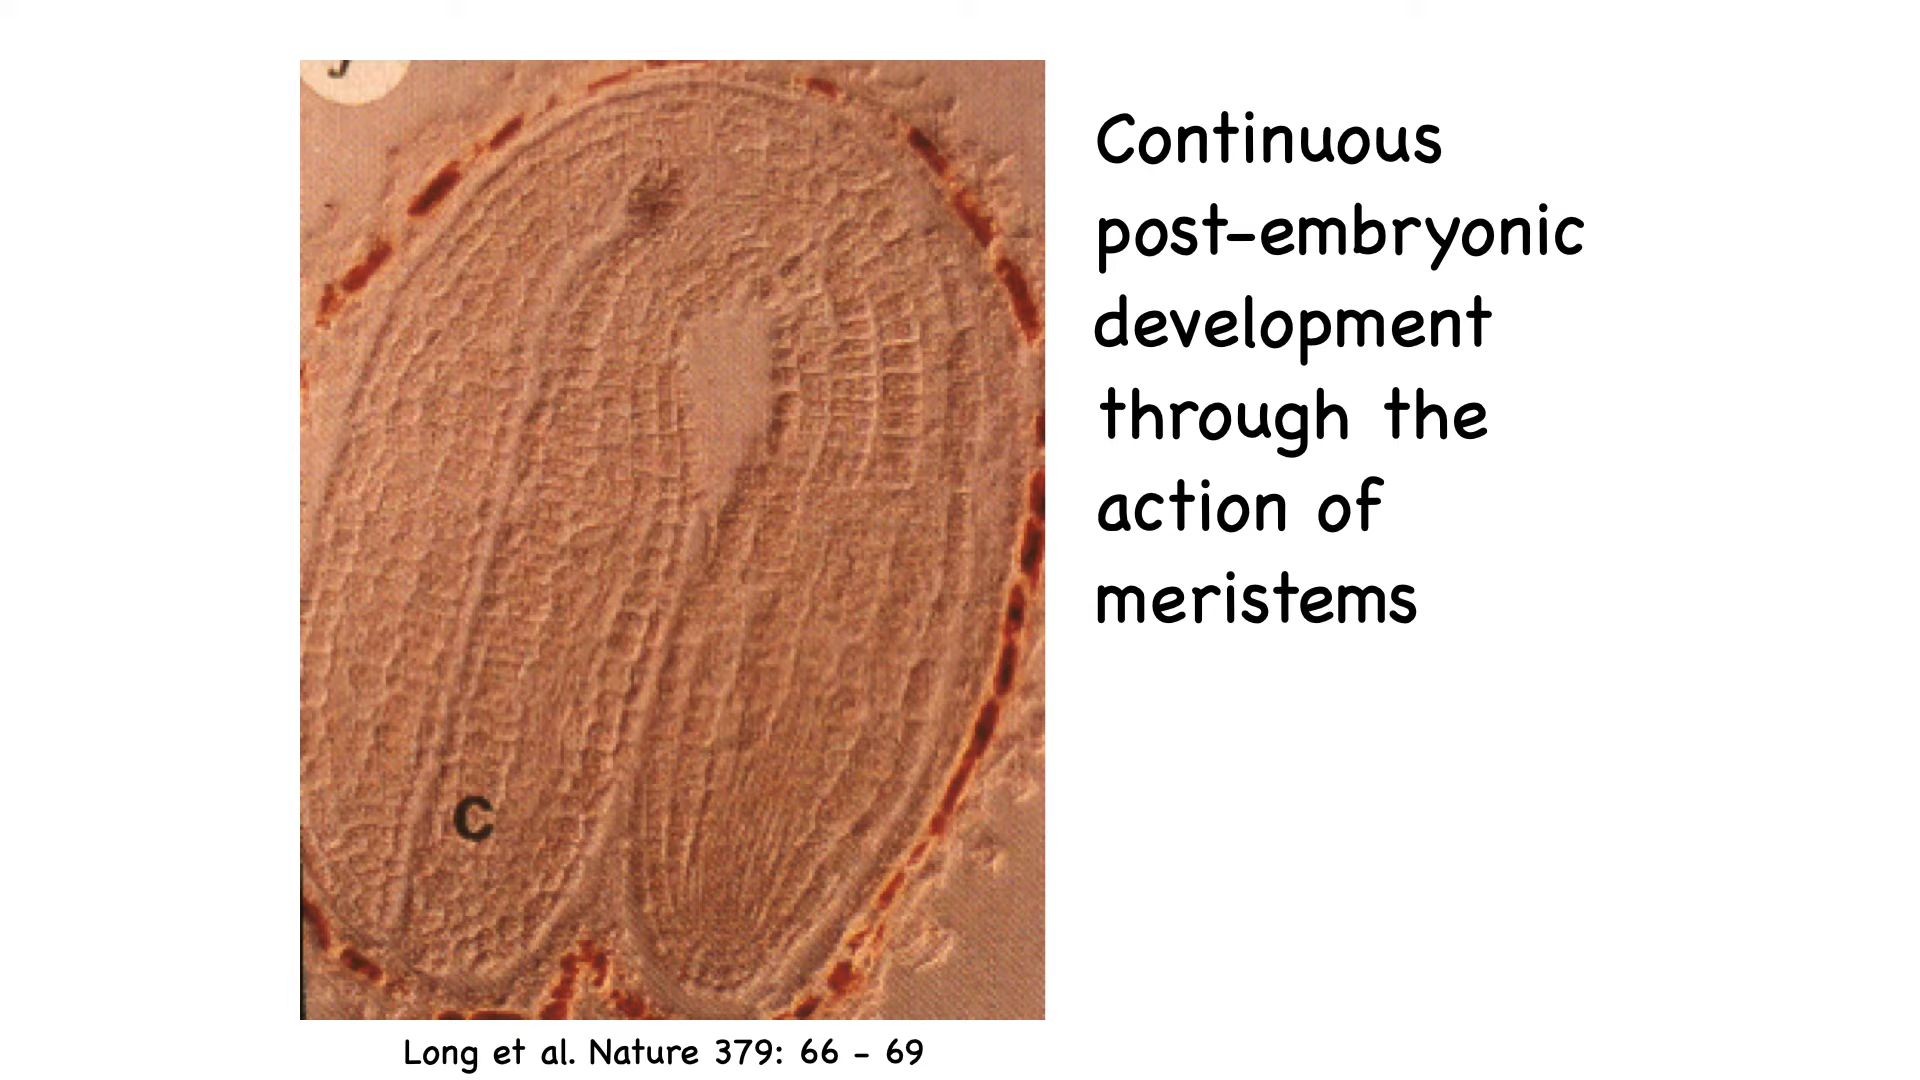 Continuous
post-embryonic
development
through the
action of
meristems
C
Long et al. Nature 379: 66 - 69